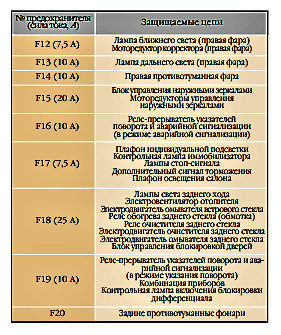 № предохранителя
(сила тока, А)
Защищаемые цепи
F12 (7,5 А)
Лампа ближнего света (правая фара)
Моторедуктор корректора (правая фара)
F13 (10 А)
Лампа дальнего света (правая фара)
F14 (10 А)
Правая противотуманная фара
F15 (20 А)
Блок управления наружными зеркалами
Моторедукторы управления
наружными зеркалами
F16 (10 А)
Реле-прерыватель указателей
поворота и аварийной сигнализации
(в режиме аварийной сигнализации)
F17 (7,5 А)
Плафон индивидуальной подсветки
Контрольная лампа иммобилизатора
Лампы стоп-сигнала
Дополнительный сигнал торможения
Плафон освещения салона
F18 (25 А)
Лампы света заднего хода
Электровентилятор отопителя
Электродвигатель омывателя ветрового стекла
Реле обогрева заднего стекла (обмотка)
Реле очистителя заднего стекла
Электродвигатель очистителя заднего стекла
Электродвигатель омывателя заднего стекла
Блок управления блокировкой дверей
F19 (10 А)
Реле-прерыватель указателей поворота и ава-
рийной сигнализации
(в режиме указания поворота)
Комбинация приборов
Контрольная лампа включения блокировки
дифференциала
F20
Задние противотуманные фонари